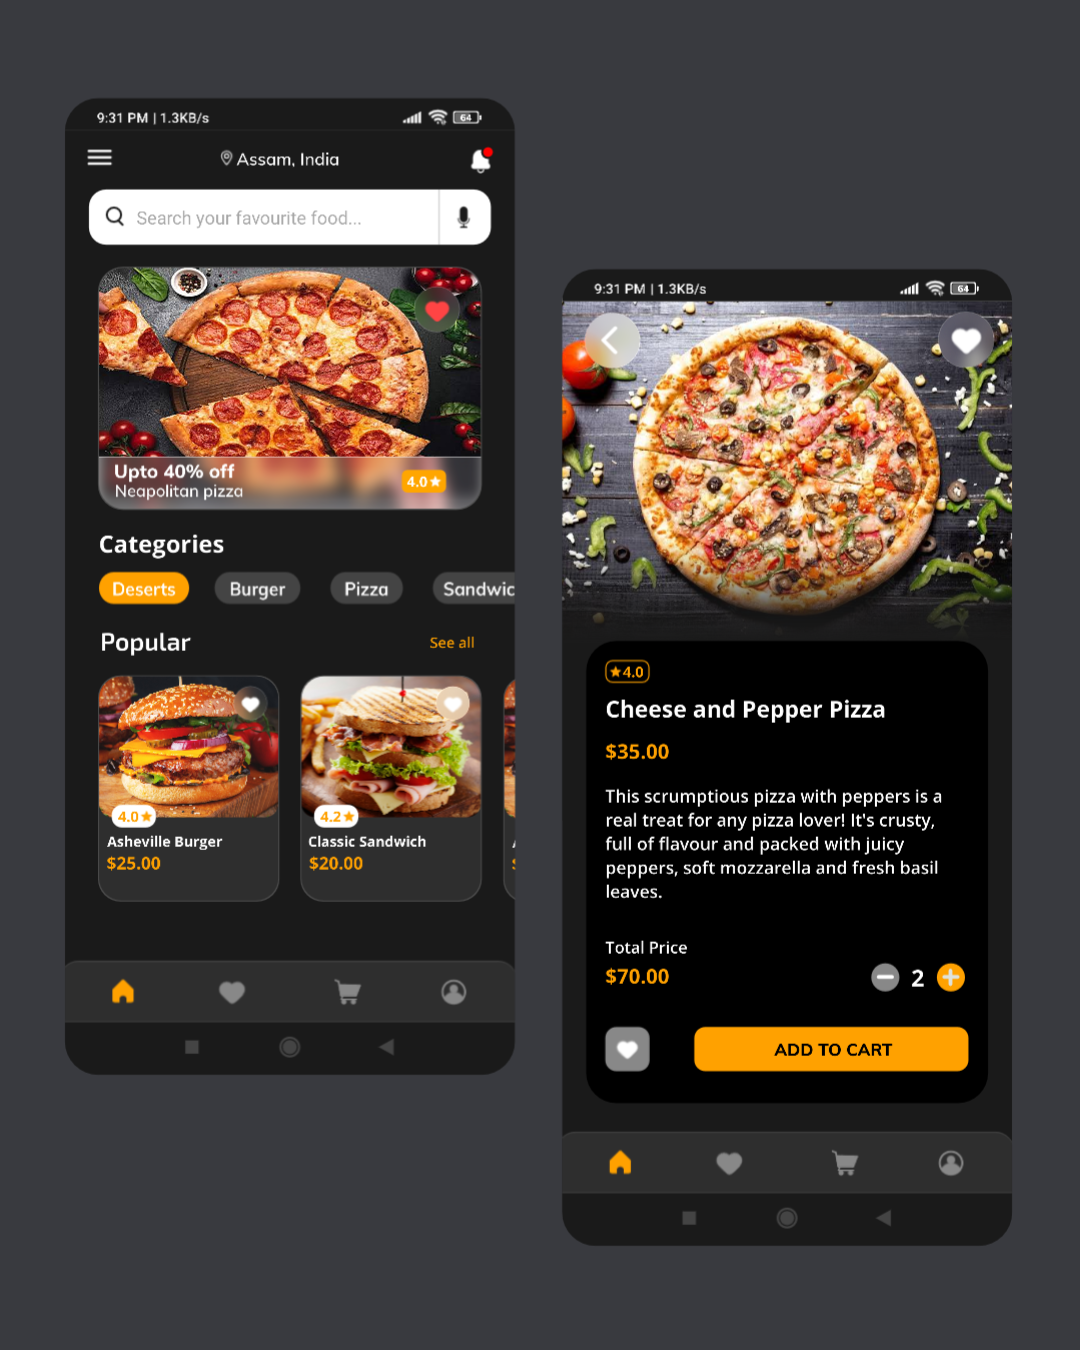 9:31 PM | 1.3KB/s
64
Assam, India
Search your favourite food...
Upto 40% off
Neapolitan pizza
4.0
Categories
Deserts
Burger
Pizza
Sandwic
Popular
See all
4.0
4.2
Asheville Burger
Classic Sandwich
$25.00
$20.00
9:31 PM | 1.3KB/s
64
4.0
Cheese and Pepper Pizza
$35.00
This scrumptious pizza with peppers is a
real treat for any pizza lover! It's crusty,
full of flavour and packed with juicy
peppers, soft mozzarella and fresh basil
leaves.
Total Price
$70.00
2
ADD TO CART